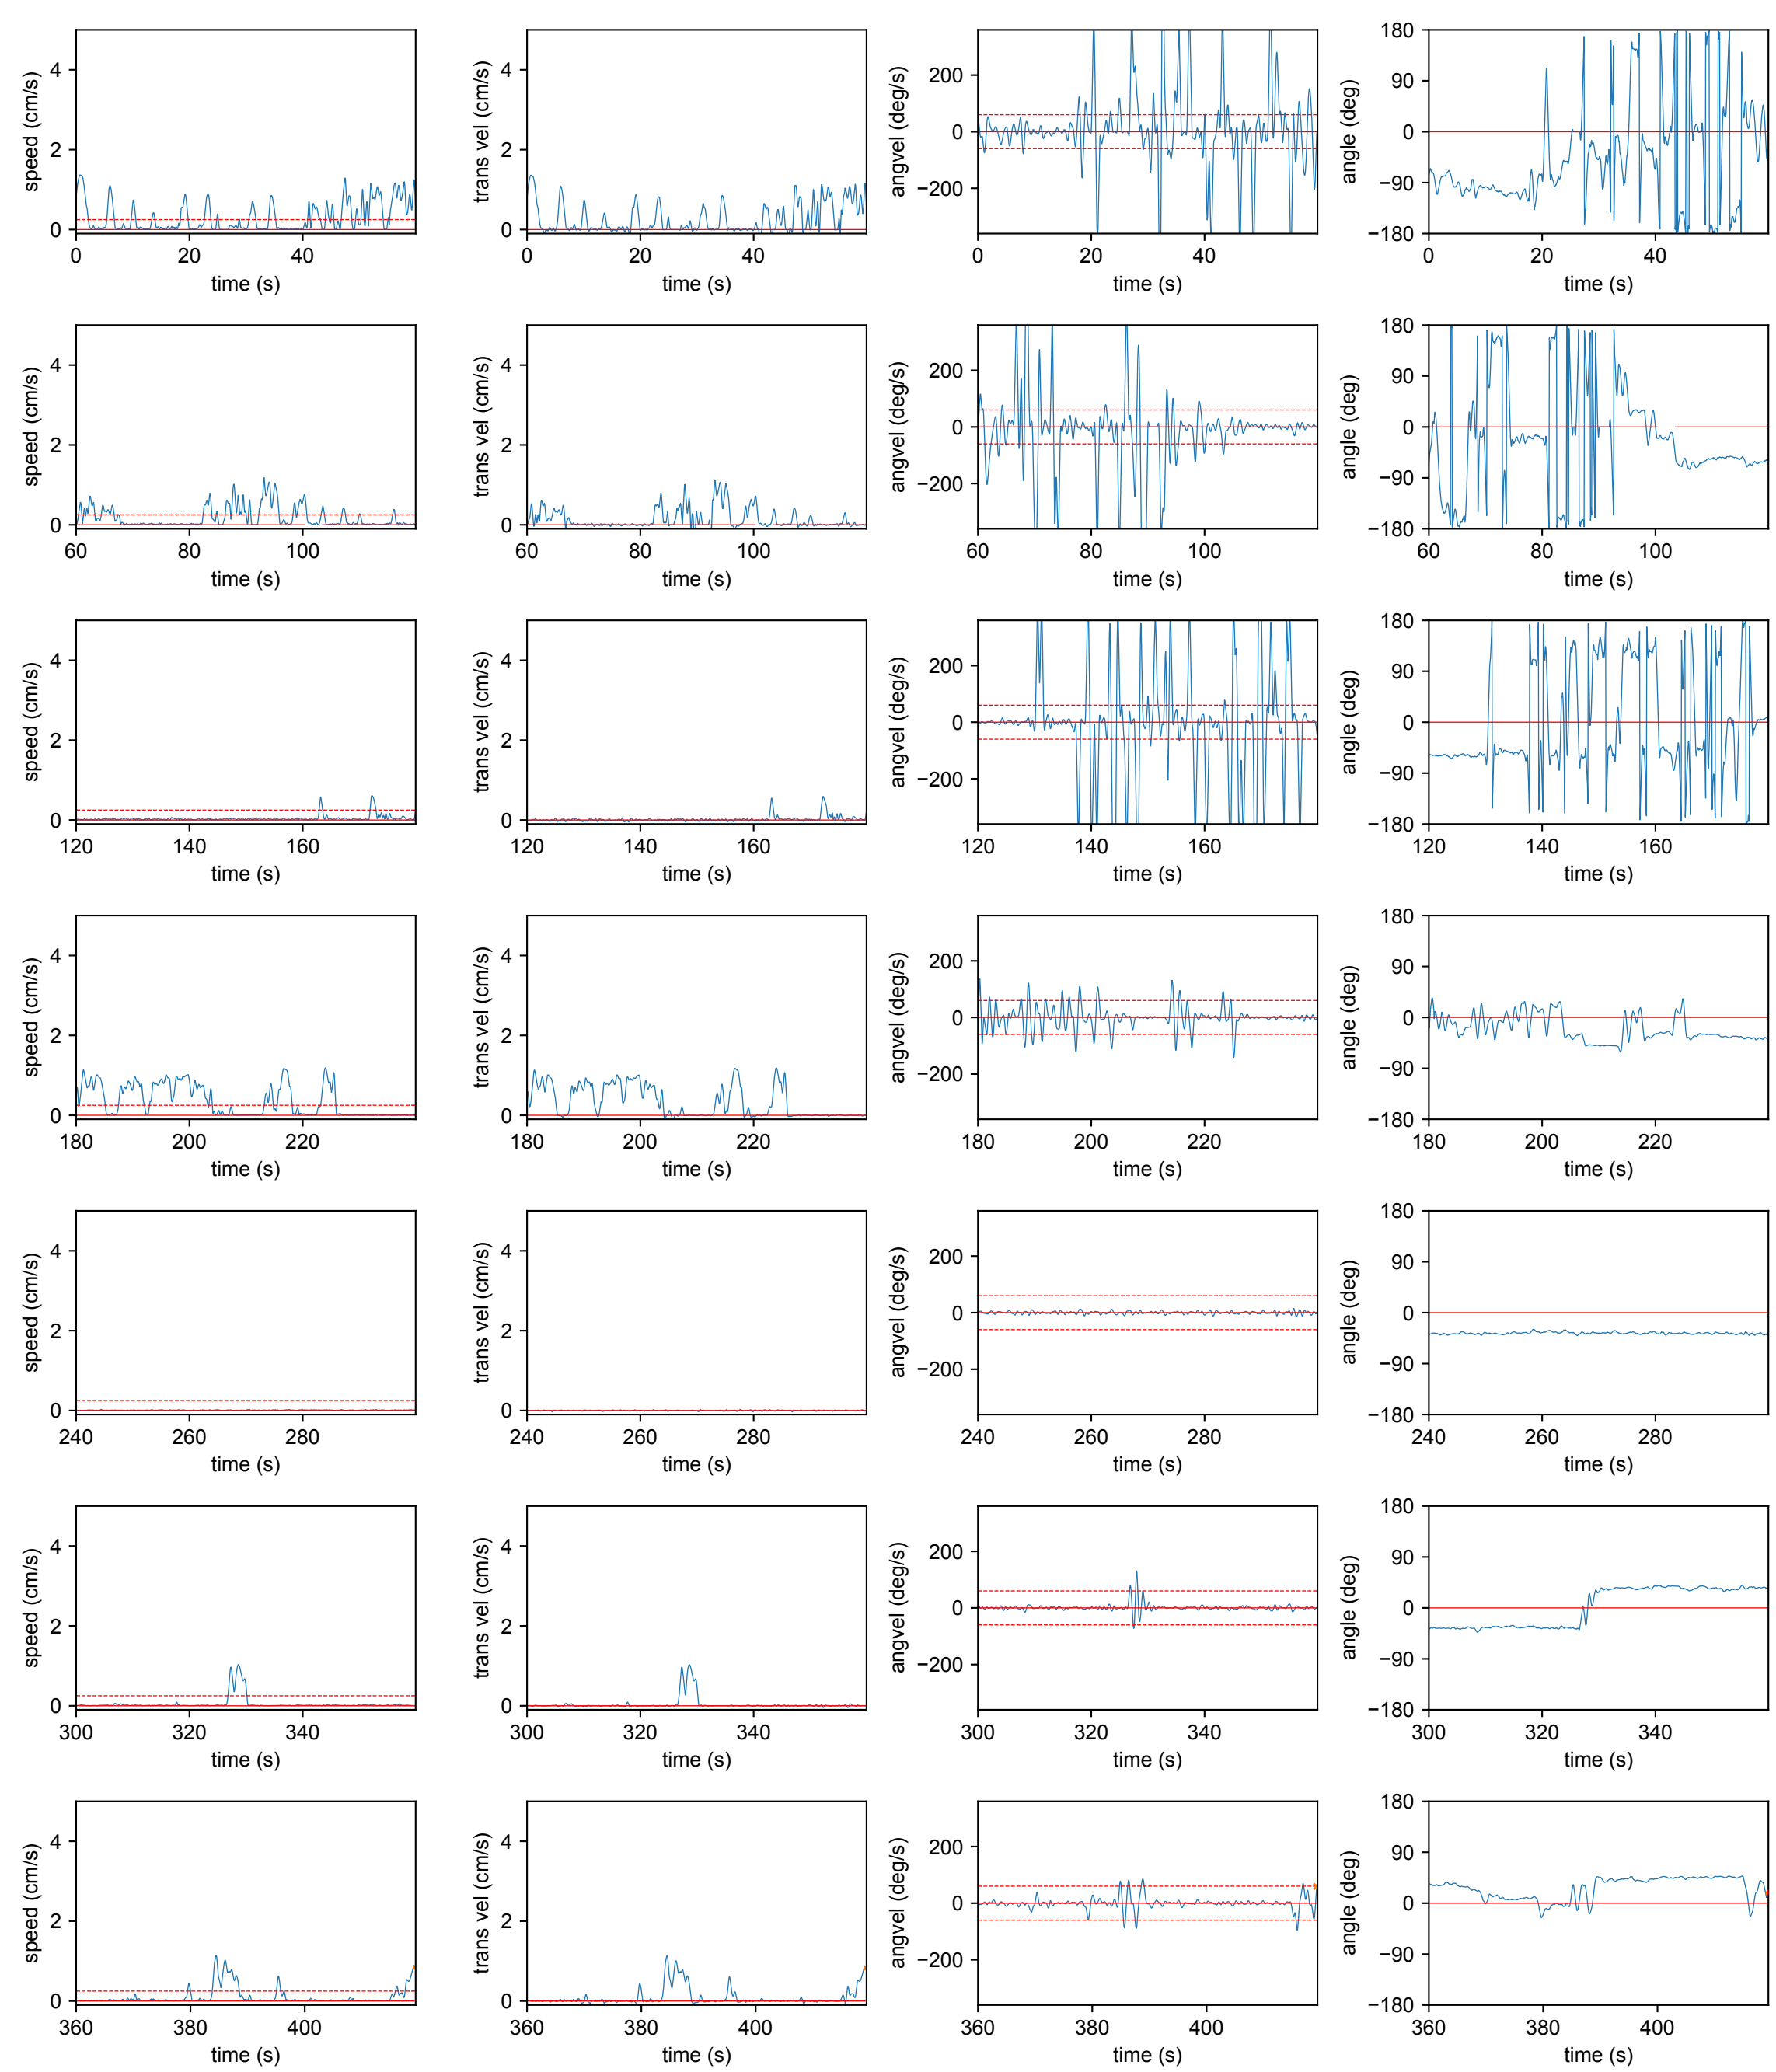 speed (cm/s)
4
2
0
0 20 40
time (s)
trans vel (cm/s)
4
2
0
0 20 40
time (s)
angvel (deg/s)
200
0
−200
0 20 40
time (s)
angle (deg)
180
90
0
−90
−180
0 20 40
time (s)
speed (cm/s)
4
2
0
60 80 100
time (s)
trans vel (cm/s)
4
2
0
60 80 100
time (s)
angvel (deg/s)
200
0
−200
60 80 100
time (s)
angle (deg)
180
90
0
−90
−180
60 80 100
time (s)
speed (cm/s)
4
2
0
120 140 160
time (s)
trans vel (cm/s)
4
2
0
120 140 160
time (s)
angvel (deg/s)
200
0
−200
120 140 160
time (s)
angle (deg)
180
90
0
−90
−180
120 140 160
time (s)
speed (cm/s)
4
2
0
180 200 220
time (s)
trans vel (cm/s)
4
2
0
180 200 220
time (s)
angvel (deg/s)
200
0
−200
180 200 220
time (s)
angle (deg)
180
90
0
−90
−180
180 200 220
time (s)
speed (cm/s)
4
2
0
240 260 280
time (s)
trans vel (cm/s)
4
2
0
240 260 280
time (s)
angvel (deg/s)
200
0
−200
240 260 280
time (s)
angle (deg)
180
90
0
−90
−180
240 260 280
time (s)
speed (cm/s)
4
2
0
300 320 340
time (s)
trans vel (cm/s)
4
2
0
300 320 340
time (s)
angvel (deg/s)
200
0
−200
300 320 340
time (s)
angle (deg)
180
90
0
−90
−180
300 320 340
time (s)
speed (cm/s)
4
2
0
360 380 400
time (s)
trans vel (cm/s)
4
2
0
360 380 400
time (s)
angvel (deg/s)
200
0
−200
360 380 400
time (s)
angle (deg)
180
90
0
−90
−180
360 380 400
time (s)